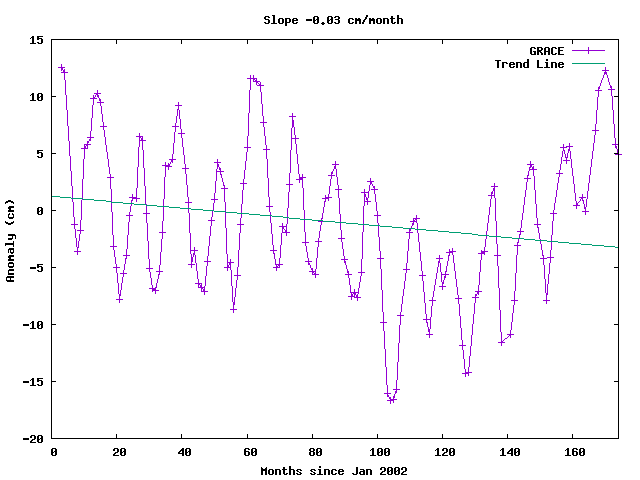 Slope -0.03 cm/month
GRACE
Trend Line
15
10
5
0
-5
-10
-15
-20
Anomaly (cm)
0 20 40 60 80 100 120 140 160
Months since Jan 2002